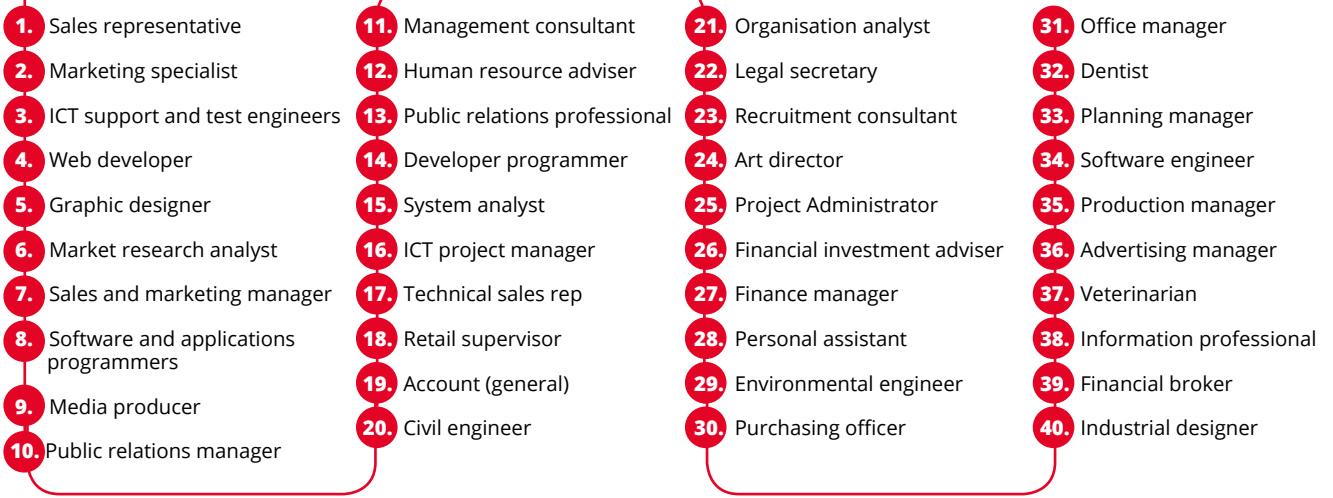 1. Sales representative
2. Marketing specialist
3. ICT support and test engineers
4. Web developer
5. Graphic designer
6. Market research analyst
7. Sales and marketing manager
8. Software and applications
programmers
9. Media producer
10. Public relations manager
11. Management consultant
12. Human resource adviser
13. Public relations professional
14. Developer programmer
15. System analyst
16. ICT project manager
17. Technical sales rep
18. Retail supervisor
19. Account (general)
20. Civil engineer
21. Organisation analyst
22. Legal secretary
23. Recruitment consultant
24. Art director
25. Project Administrator
26. Financial investment adviser
27. Finance manager
28. Personal assistant
29. Environmental engineer
30. Purchasing officer
31. Office manager
32. Dentist
33. Planning manager
34. Software engineer
35. Production manager
36. Advertising manager
37. Veterinarian
38. Information professional
39. Financial broker
40. Industrial designer